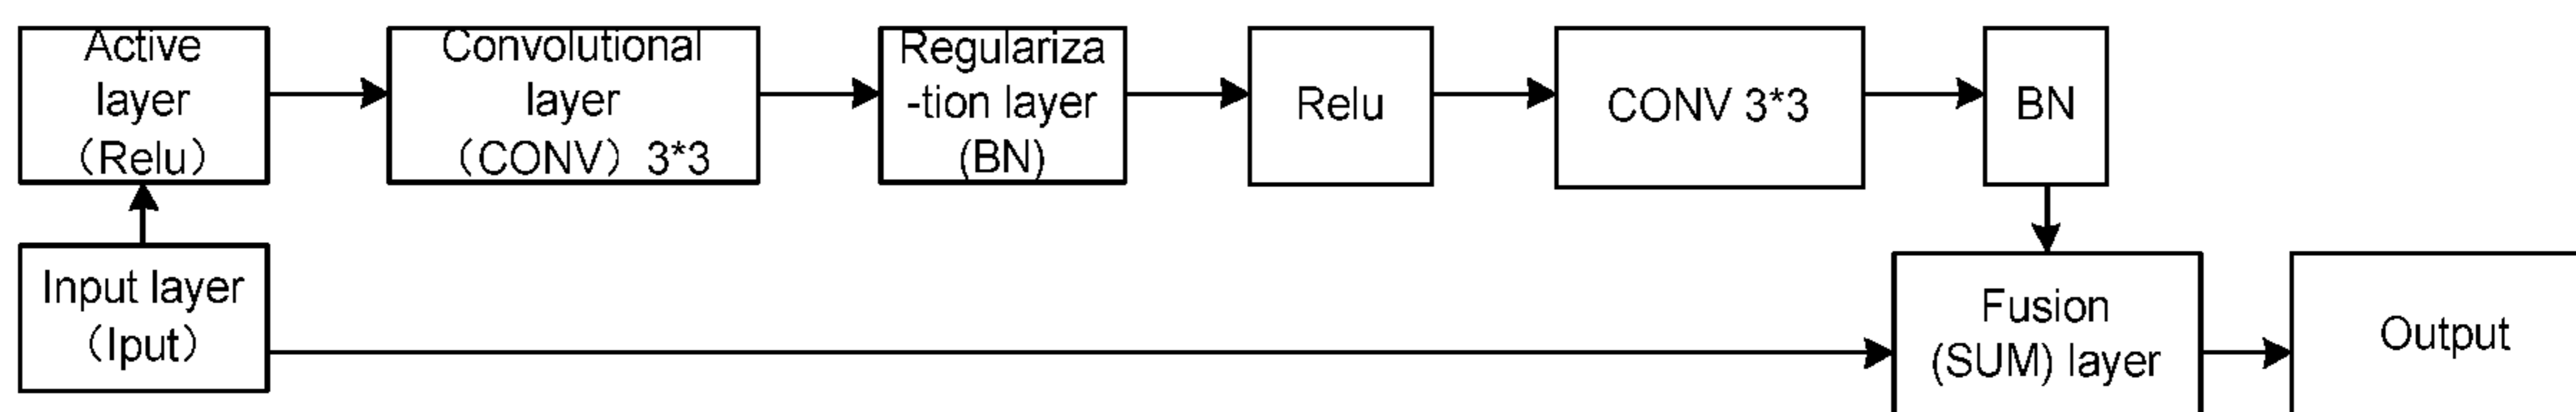 Active
layer
（Relu）
Convolutional
layer
（CONV）3*3
Regulariza
-tion layer
(BN)
Relu
CONV 3*3
BN
Input layer
（Iput）
Fusion
(SUM) layer
Output